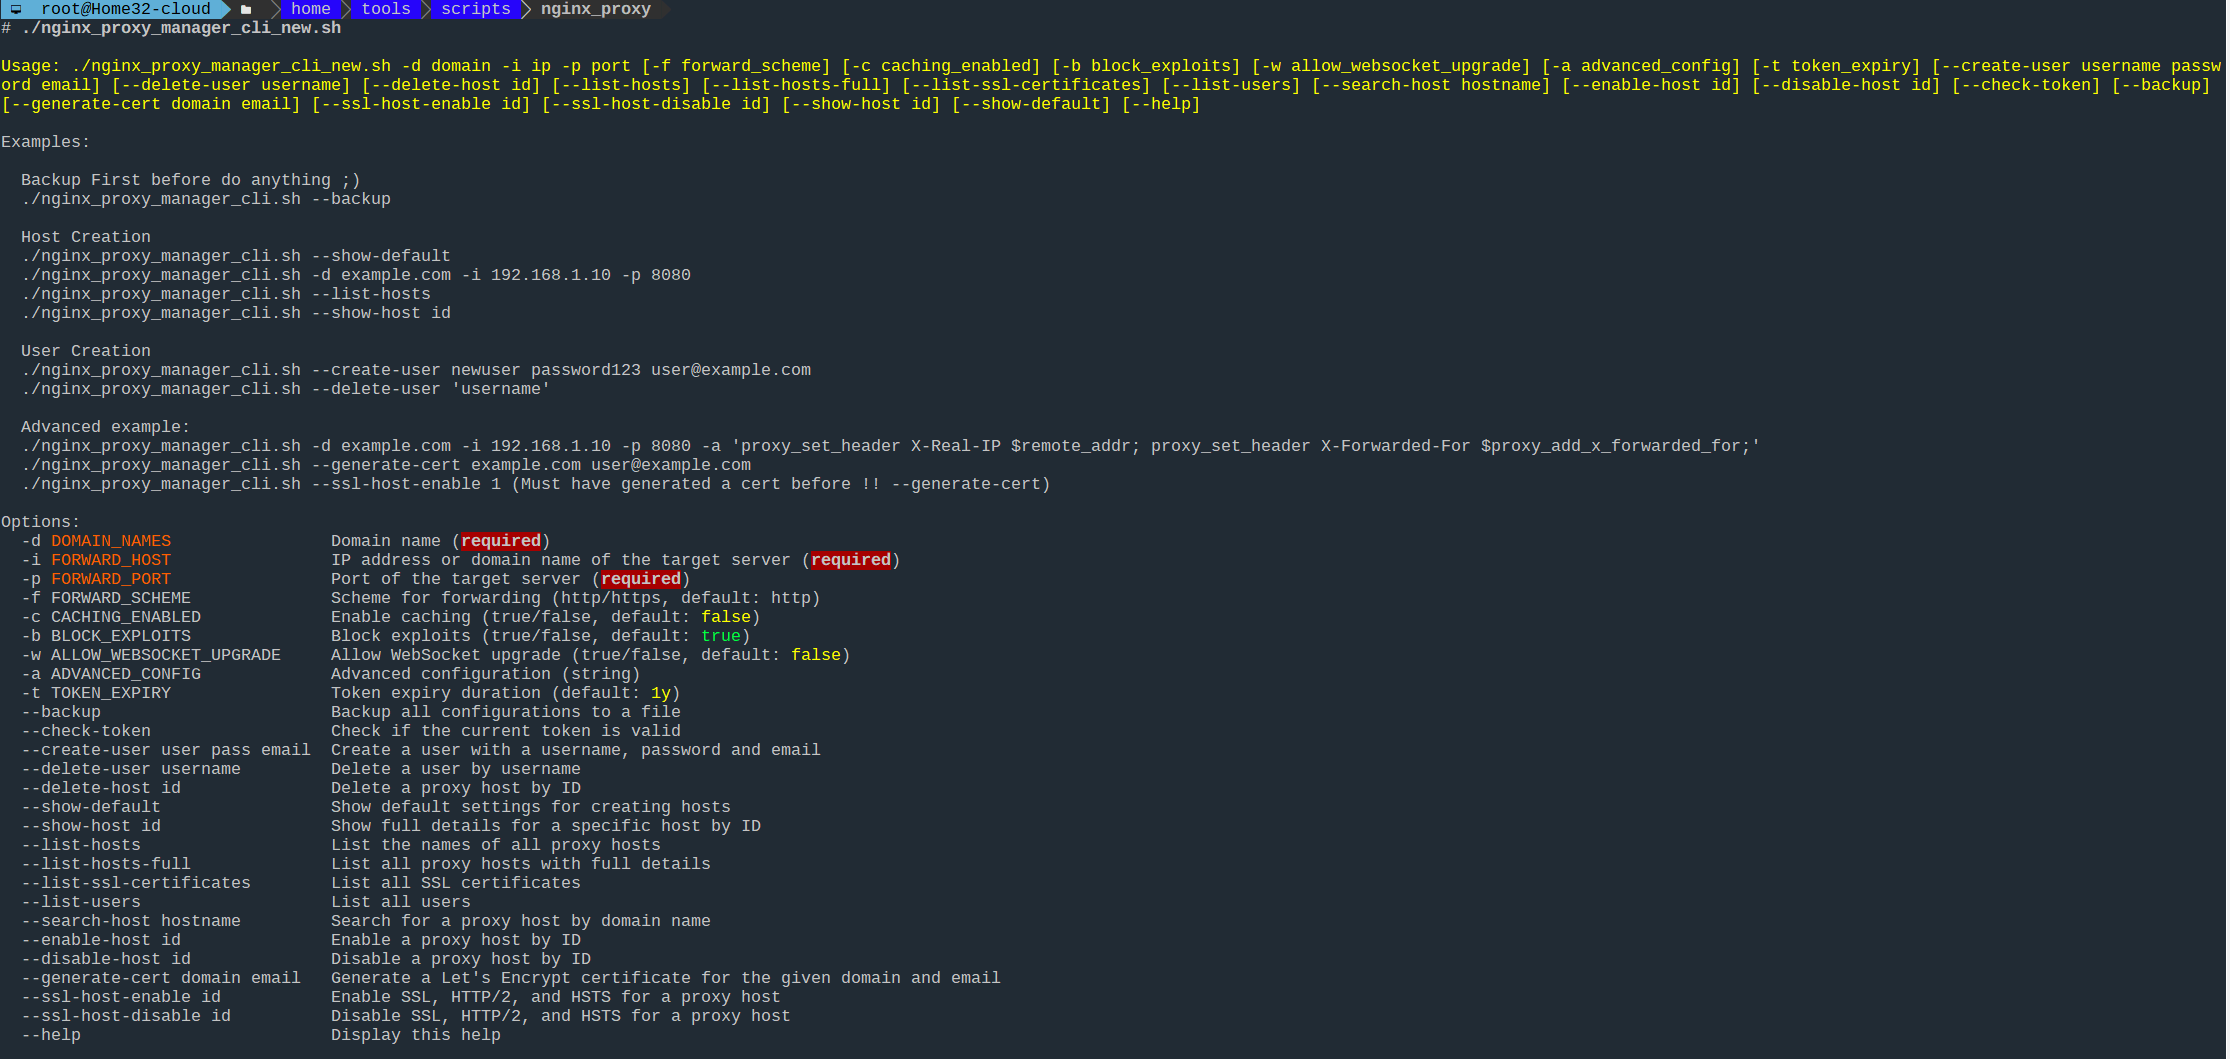 root@Home32-cloud home tools scripts nginx_proxy
# ./nginx_proxy_manager_cli_new.sh
Usage: ./nginx_proxy_manager_cli_new.sh -d domain -i ip -p port [-f forward_scheme] [-c caching_enabled] [-b block_exploits] [-w allow_websocket_upgrade] [-a advanced_config] [-t token_expiry] [--create-user username passw
ord email] [--delete-user username] [--delete-host id] [--list-hosts] [--list-hosts-full] [--list-ssl-certificates] [--list-users] [--search-host hostname] [--enable-host id] [--disable-host id] [--check-token] [--backup]
[--generate-cert domain email] [--ssl-host-enable id] [--ssl-host-disable id] [--show-host id] [--show-default] [--help]
Examples:
Backup First before do anything ;)
./nginx_proxy_manager_cli.sh --backup
Host Creation
./nginx_proxy_manager_cli.sh --show-default
./nginx_proxy_manager_cli.sh -d example.com -i 192.168.1.10 -p 8080
./nginx_proxy_manager_cli.sh --list-hosts
./nginx_proxy_manager_cli.sh --show-host id
User Creation
./nginx_proxy_manager_cli.sh --create-user newuser password123 user@example.com
./nginx_proxy_manager_cli.sh --delete-user 'username'
Advanced example:
./nginx_proxy_manager_cli.sh -d example.com -i 192.168.1.10 -p 8080 -a 'proxy_set_header X-Real-IP $remote_addr; proxy_set_header X-Forwarded-For $proxy_add_x_forwarded_for;'
./nginx_proxy_manager_cli.sh --generate-cert example.com user@example.com
./nginx_proxy_manager_cli.sh --ssl-host-enable 1 (Must have generated a cert before !! --generate-cert)
Options:
-d DOMAIN_NAMES Domain name (required)
-i FORWARD_HOST IP address or domain name of the target server (required)
-p FORWARD_PORT Port of the target server (required)
-f FORWARD_SCHEME Scheme for forwarding (http/https, default: http)
-c CACHING_ENABLED Enable caching (true/false, default: false)
-b BLOCK_EXPLOITS Block exploits (true/false, default: true)
-w ALLOW_WEBSOCKET_UPGRADE Allow WebSocket upgrade (true/false, default: false)
-a ADVANCED_CONFIG Advanced configuration (string)
-t TOKEN_EXPIRY Token expiry duration (default: 1y)
--backup Backup all configurations to a file
--check-token Check if the current token is valid
--create-user user pass email Create a user with a username, password and email
--delete-user username Delete a user by username
--delete-host id Delete a proxy host by ID
--show-default Show default settings for creating hosts
--show-host id Show full details for a specific host by ID
--list-hosts List the names of all proxy hosts
--list-hosts-full List all proxy hosts with full details
--list-ssl-certificates List all SSL certificates
--list-users List all users
--search-host hostname Search for a proxy host by domain name
--enable-host id Enable a proxy host by ID
--disable-host id Disable a proxy host by ID
--generate-cert domain email Generate a Let's Encrypt certificate for the given domain and email
--ssl-host-enable id Enable SSL, HTTP/2, and HSTS for a proxy host
--ssl-host-disable id Disable SSL, HTTP/2, and HSTS for a proxy host
--help Display this help